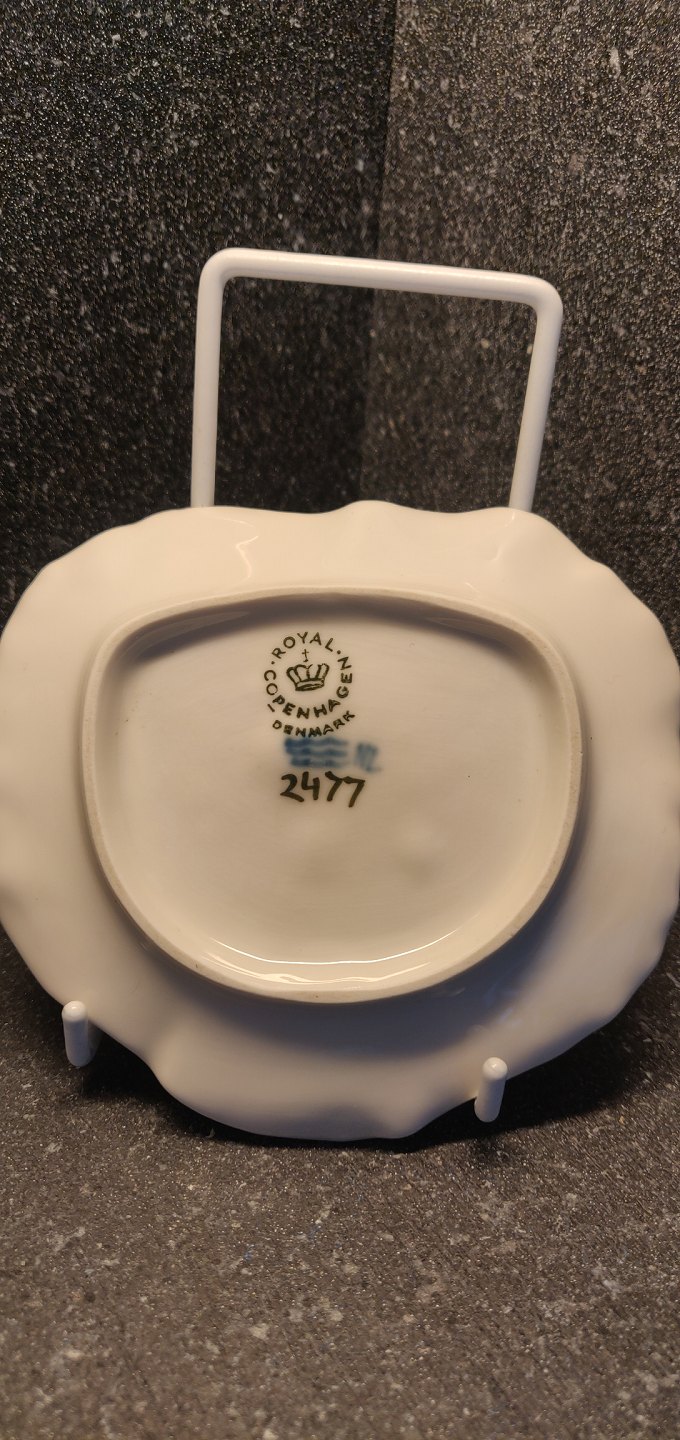 ROYAL
COPENHAGEN
DENMARK
2477